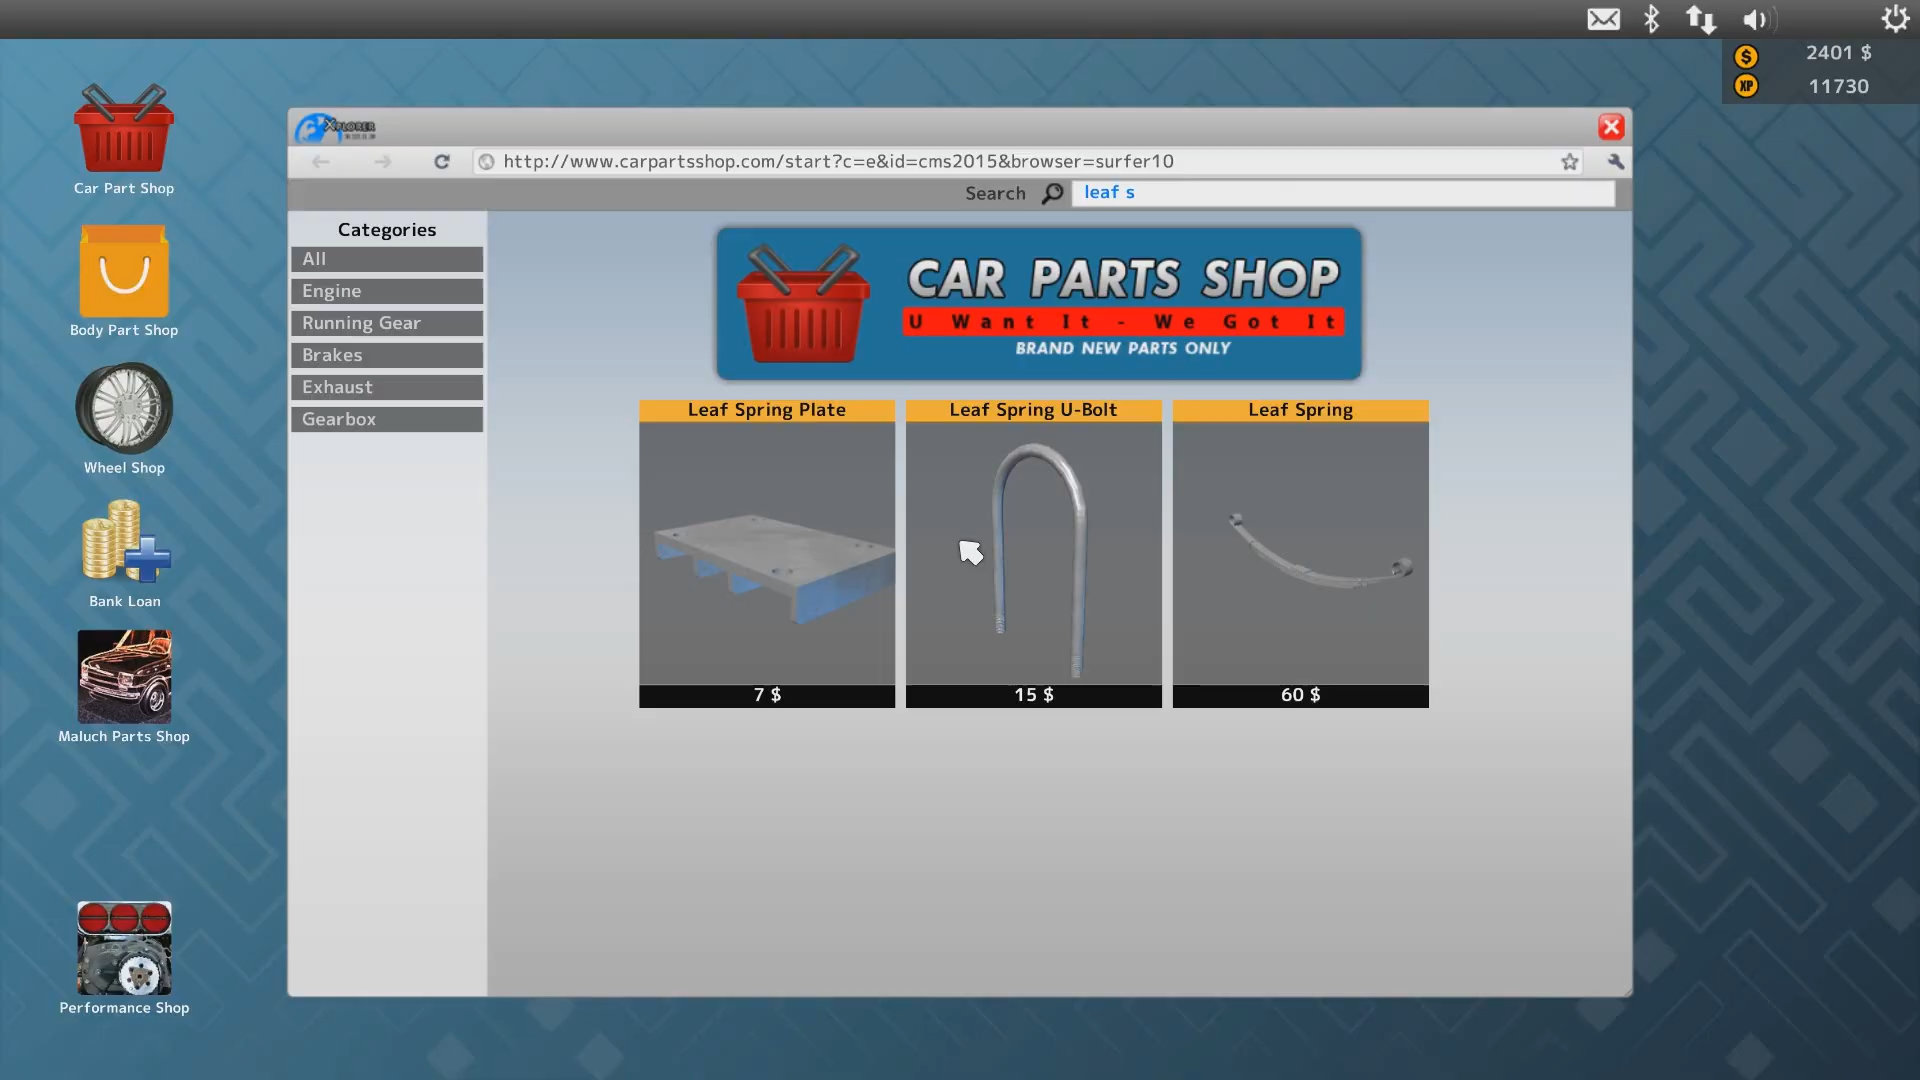 2401 $
XP
11730
Car Part Shop
Body Part Shop
Wheel Shop
Bank Loan
Maluch Parts Shop
Performance Shop
XPLORER
http://www.carpartsshop.com/start?c=e&id=cms2015&browser=surfer10
Search
leaf s
Categories
All
Engine
Running Gear
Brakes
Exhaust
Gearbox
CAR PARTS SHOP
U Want It - We Got It
BRAND NEW PARTS ONLY
Leaf Spring Plate
Leaf Spring U-Bolt
Leaf Spring
7 $
15 $
60 $